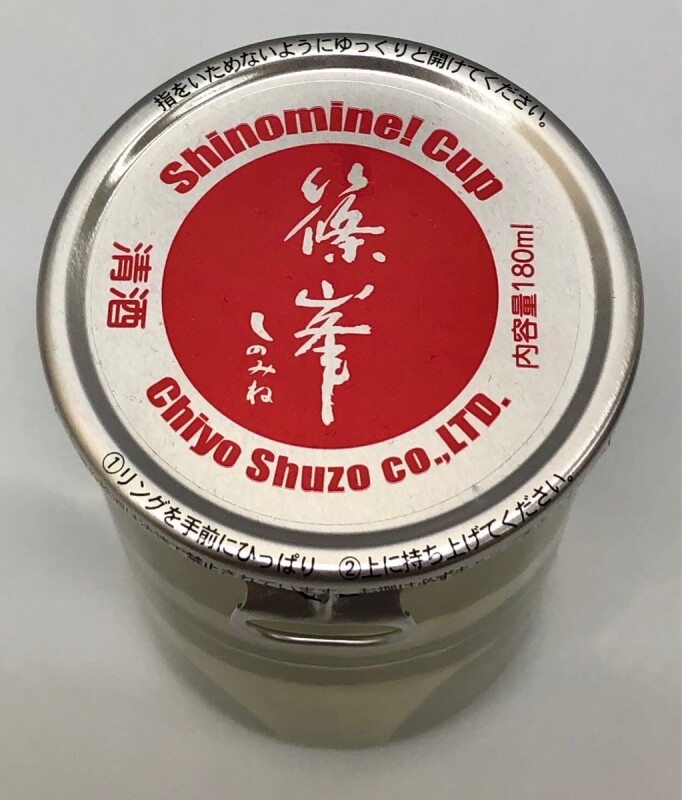 指をいためないようにゆっくりと開けてください。
Shinomine! Cup
篠峯
しのみね
清酒
内容量180ml
Chiyo Shuzo CO.,LTD.
①リングを手前にひっぱり ②上に持ち上げてください。